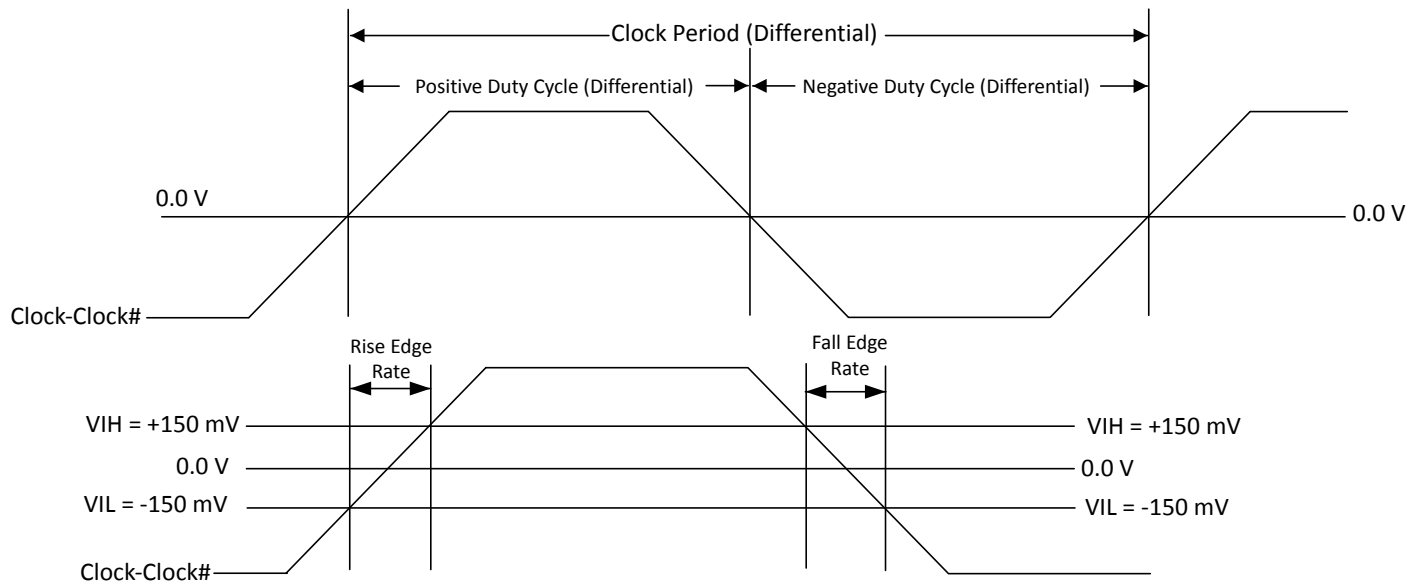 Clock Period (Differential)
Positive Duty Cycle (Differential)
Negative Duty Cycle (Differential)
0.0 V
0.0 V
Clock-Clock#
Rise Edge
Rate
Fall Edge
Rate
VIH = +150 mV
VIH = +150 mV
0.0 V
0.0 V
VIL = -150 mV
VIL = -150 mV
Clock-Clock#